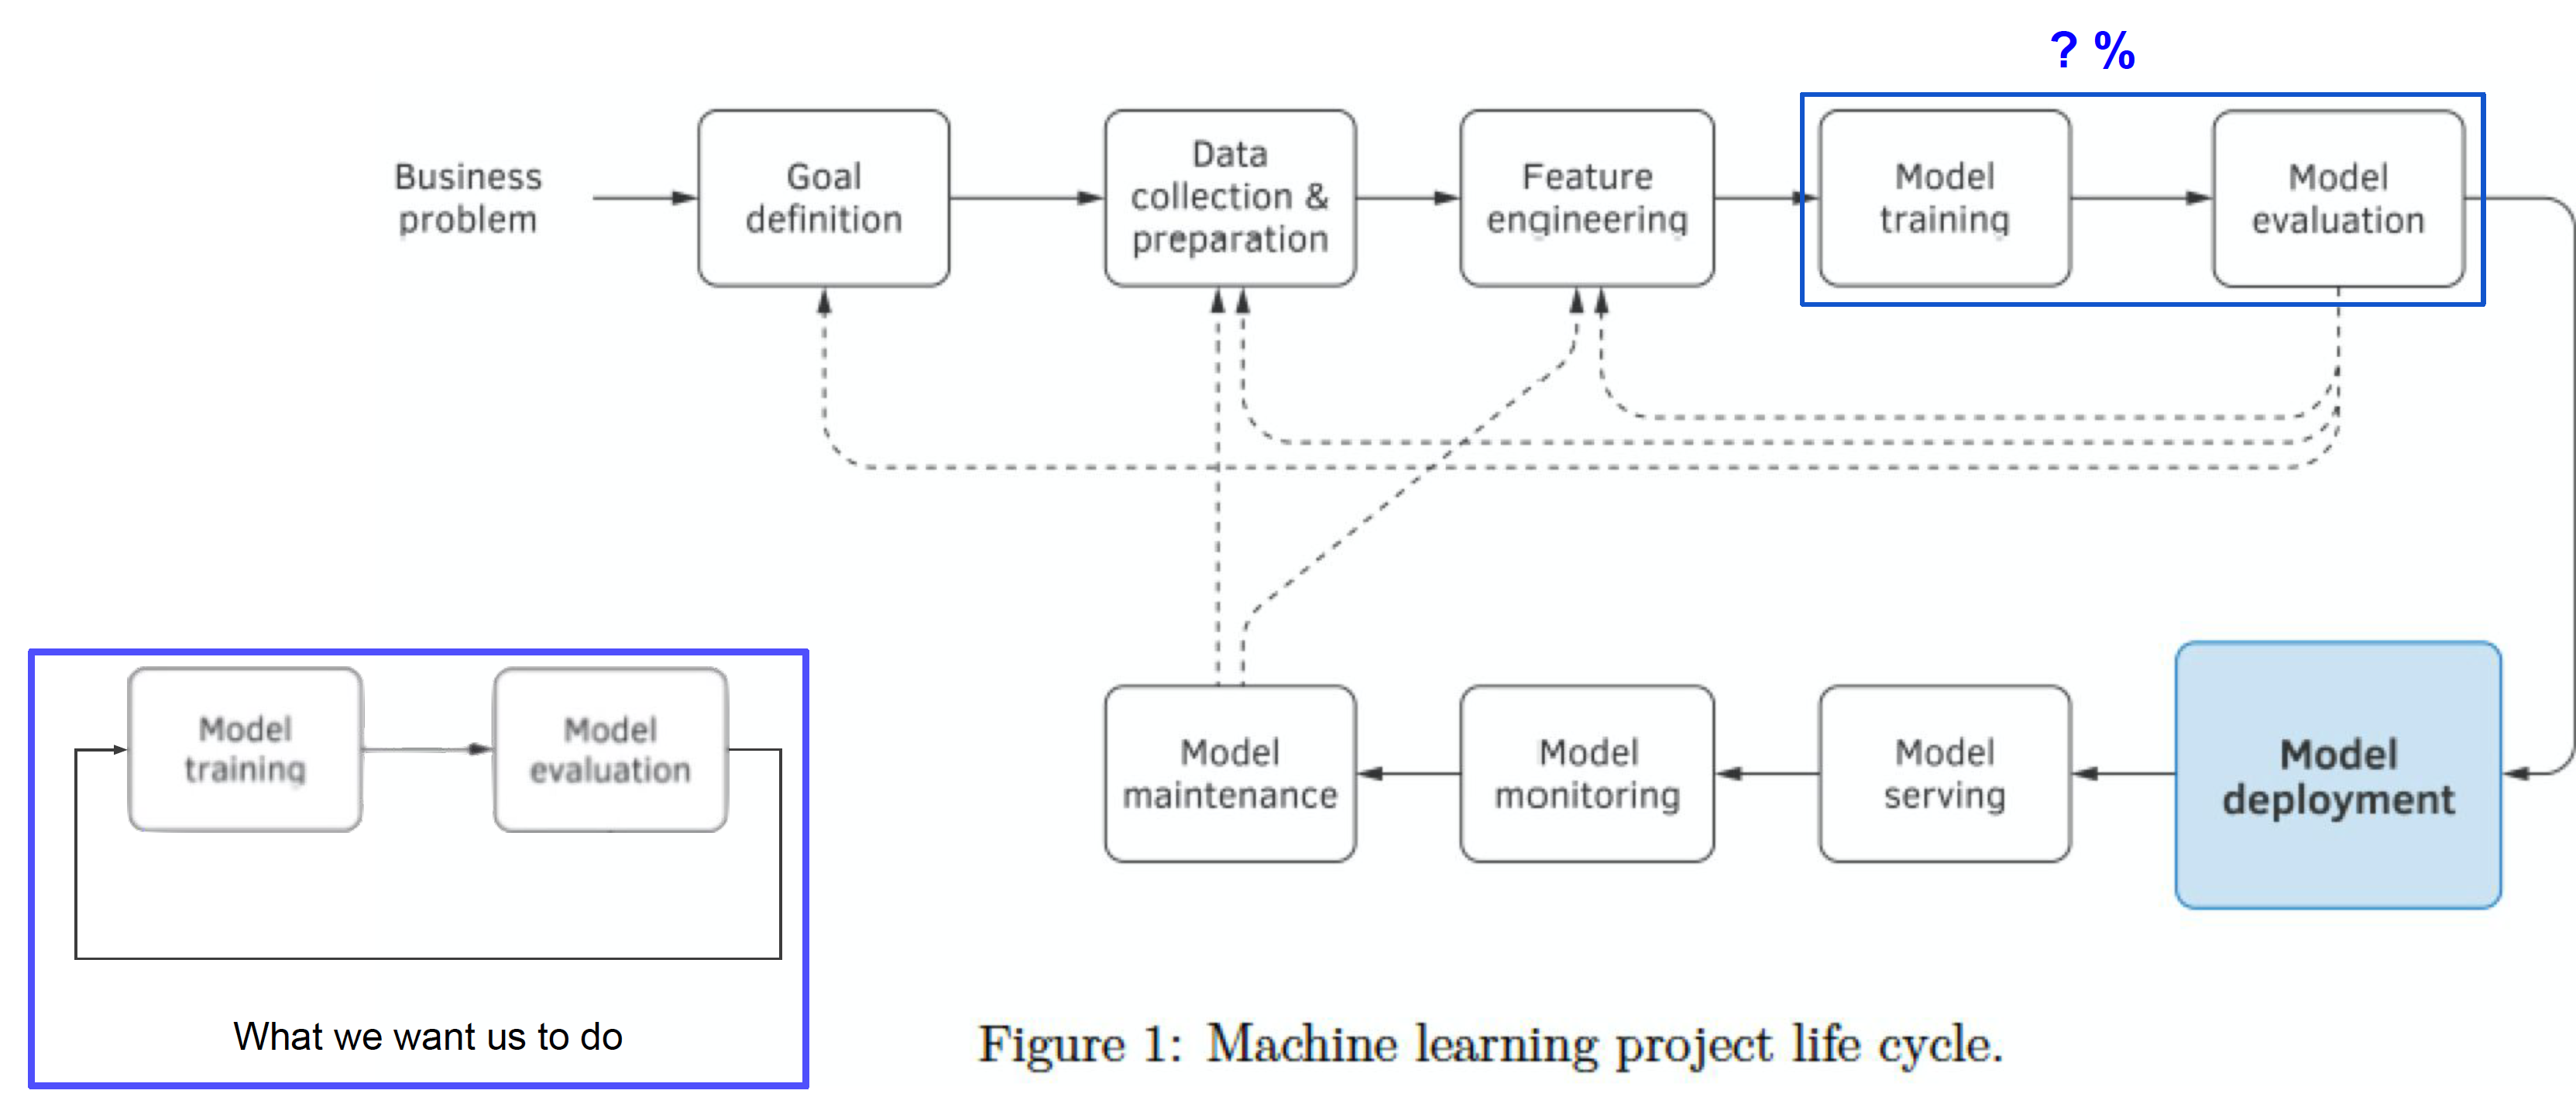 ? %
Business
problem
Goal
definition
Data
collection &
preparation
Feature
engineering
Model
training
Model
evaluation
Model
training
Model
evaluation
What we want us to do
Model
maintenance
Model
monitoring
Model
serving
Model
deployment
Figure 1: Machine learning project life cycle.